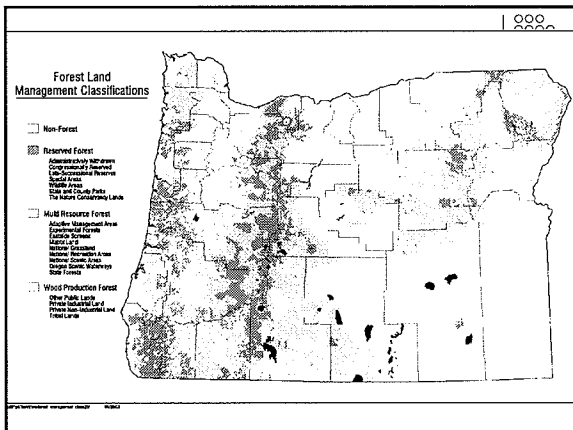 Forest Land
Management Classifications
Non-Forest
Reserved Forest
Administratively Withdrawn
Congressionally Reserved
Late-Successional Reserves
Special Areas
Wildlife Areas
State and County Parks
The Nature Conservancy Lands
Multi Resource Forest
Adaptive Management Areas
Experimental Forests
Eastside Screens
Matrix Land
National Grassland
National Recreation Areas
National Scenic Areas
Oregon Scenic Waterways
State Forests
Wood Production Forest
Other Public Lands
Private Industrial Land
Private Non-Industrial Land
Tribal Lands